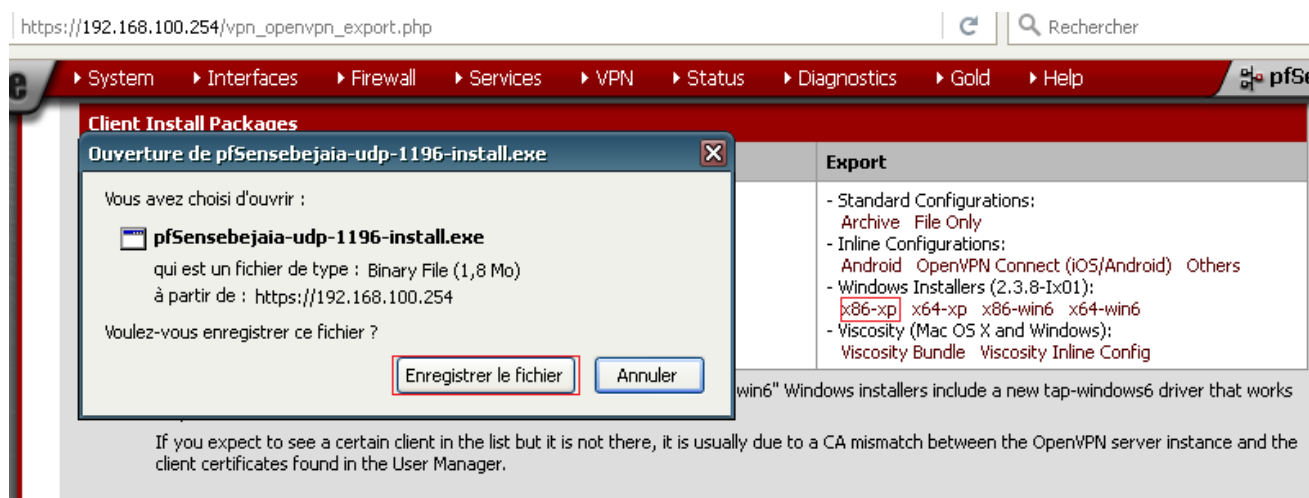 https://192.168.100.254/vpn_openvpn_export.php
Rechercher
System Interfaces Firewall Services VPN Status Diagnostics Gold Help
Client Install Packages
Ouverture de pfSensebejaia-udp-1196-install.exe
Vous avez choisi d'ouvrir :
pfSensebejaia-udp-1196-install.exe
qui est un fichier de type : Binary File (1,8 Mo)
à partir de : https://192.168.100.254
Voulez-vous enregistrer ce fichier ?
Enregistrer le fichier Annuler
Export
- Standard Configurations:
Archive File Only
- Inline Configurations:
Android OpenVPN Connect (iOS/Android) Others
- Windows Installers (2.3.8-Ix01):
x86-xp x64-xp x86-win6 x64-win6
- Viscosity (Mac OS X and Windows):
Viscosity Bundle Viscosity Inline Config
win6" Windows installers include a new tap-windows6 driver that works
If you expect to see a certain client in the list but it is not there, it is usually due to a CA mismatch between the OpenVPN server instance and the
client certificates found in the User Manager.